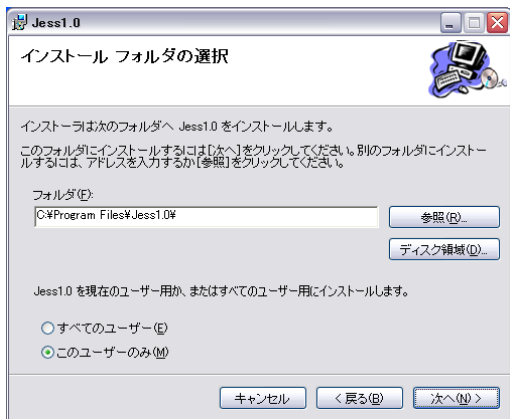 Jess1.0
インストール フォルダの選択
インストーラは次のフォルダへ Jess1.0 をインストールします。
このフォルダにインストールするには[次へ]をクリックしてください。別のフォルダにインストー
ルするには、アドレスを入力するか[参照]をクリックしてください。
フォルダ(F):
C:¥Program Files¥Jess1.0¥
参照(R)...
ディスク領域(D)...
Jess1.0 を現在のユーザー用か、またはすべてのユーザー用にインストールします。
すべてのユーザー(E)
このユーザーのみ(M)
キャンセル
< 戻る(B)
次へ(N) >